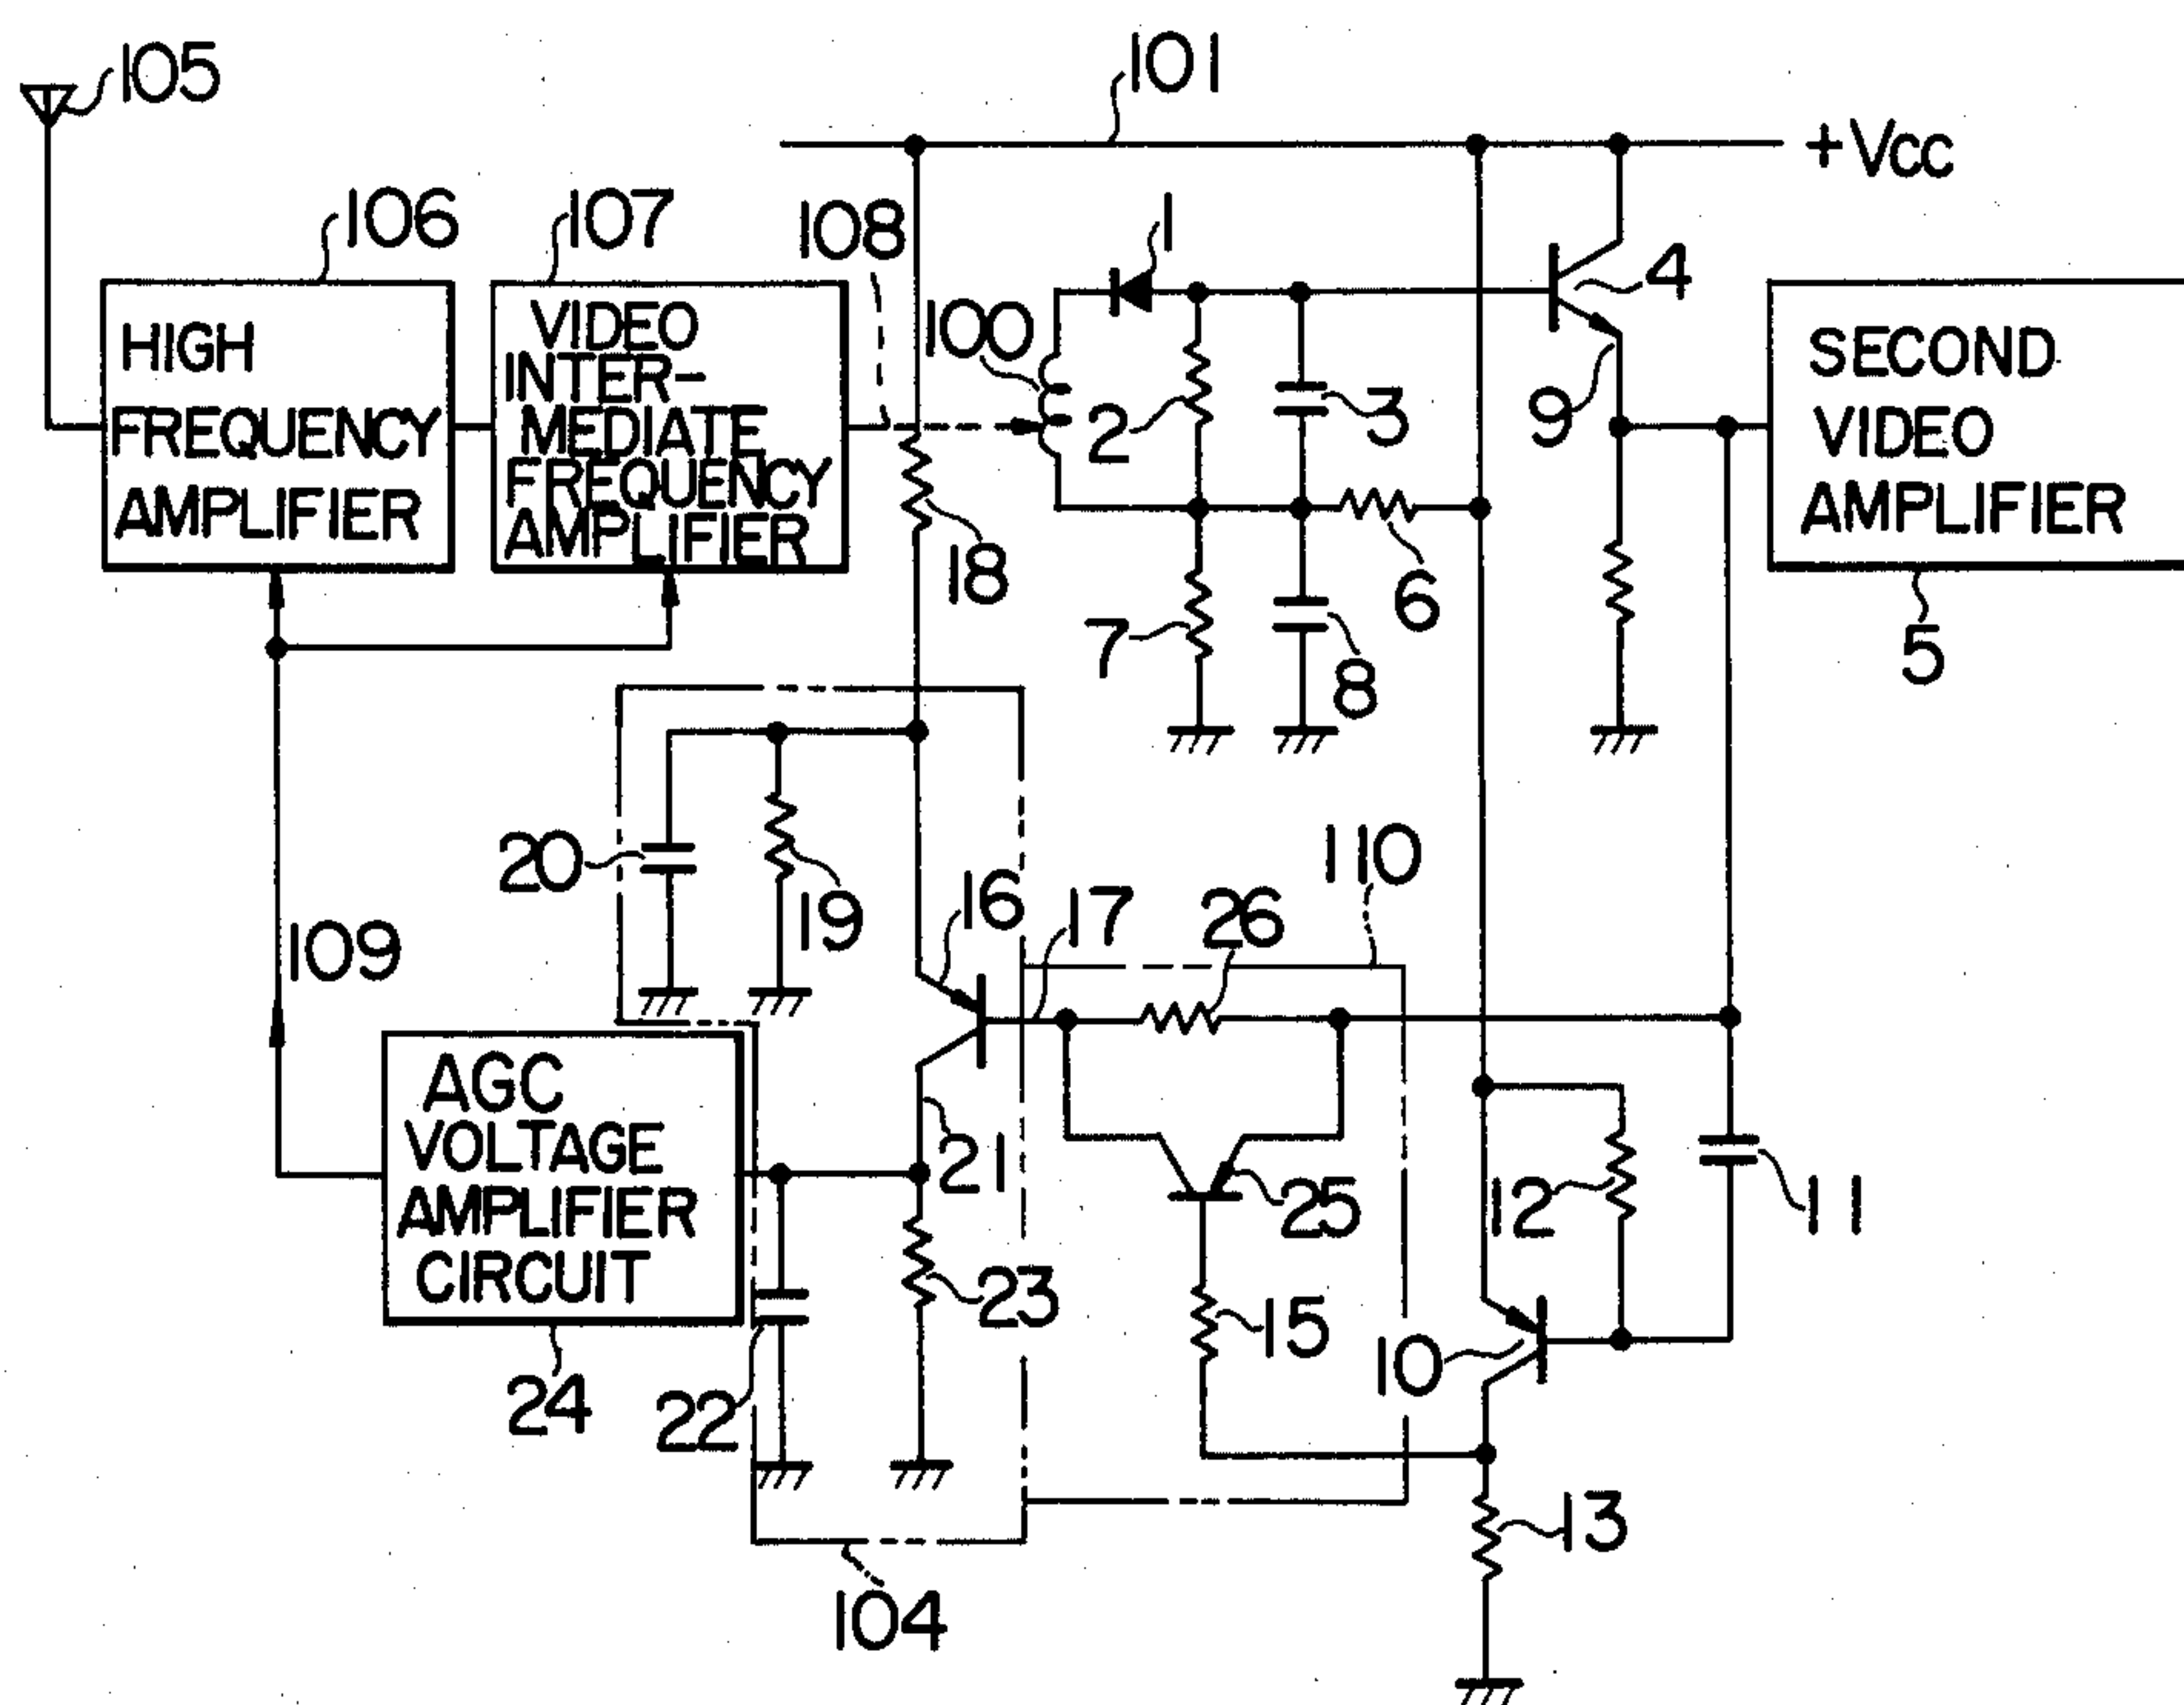 105
101
+Vcc
106
107
108
1
100
4
HIGH
FREQUENCY
AMPLIFIER
VIDEO
INTER-
MEDIATE
FREQUENCY
AMPLIFIER
2
3
9
SECOND
VIDEO
AMPLIFIER
18
6
7
8
5
20
19
16
17
26
110
109
AGC
VOLTAGE
AMPLIFIER
CIRCUIT
21
25
12
11
23
15
10
24
22
13
104